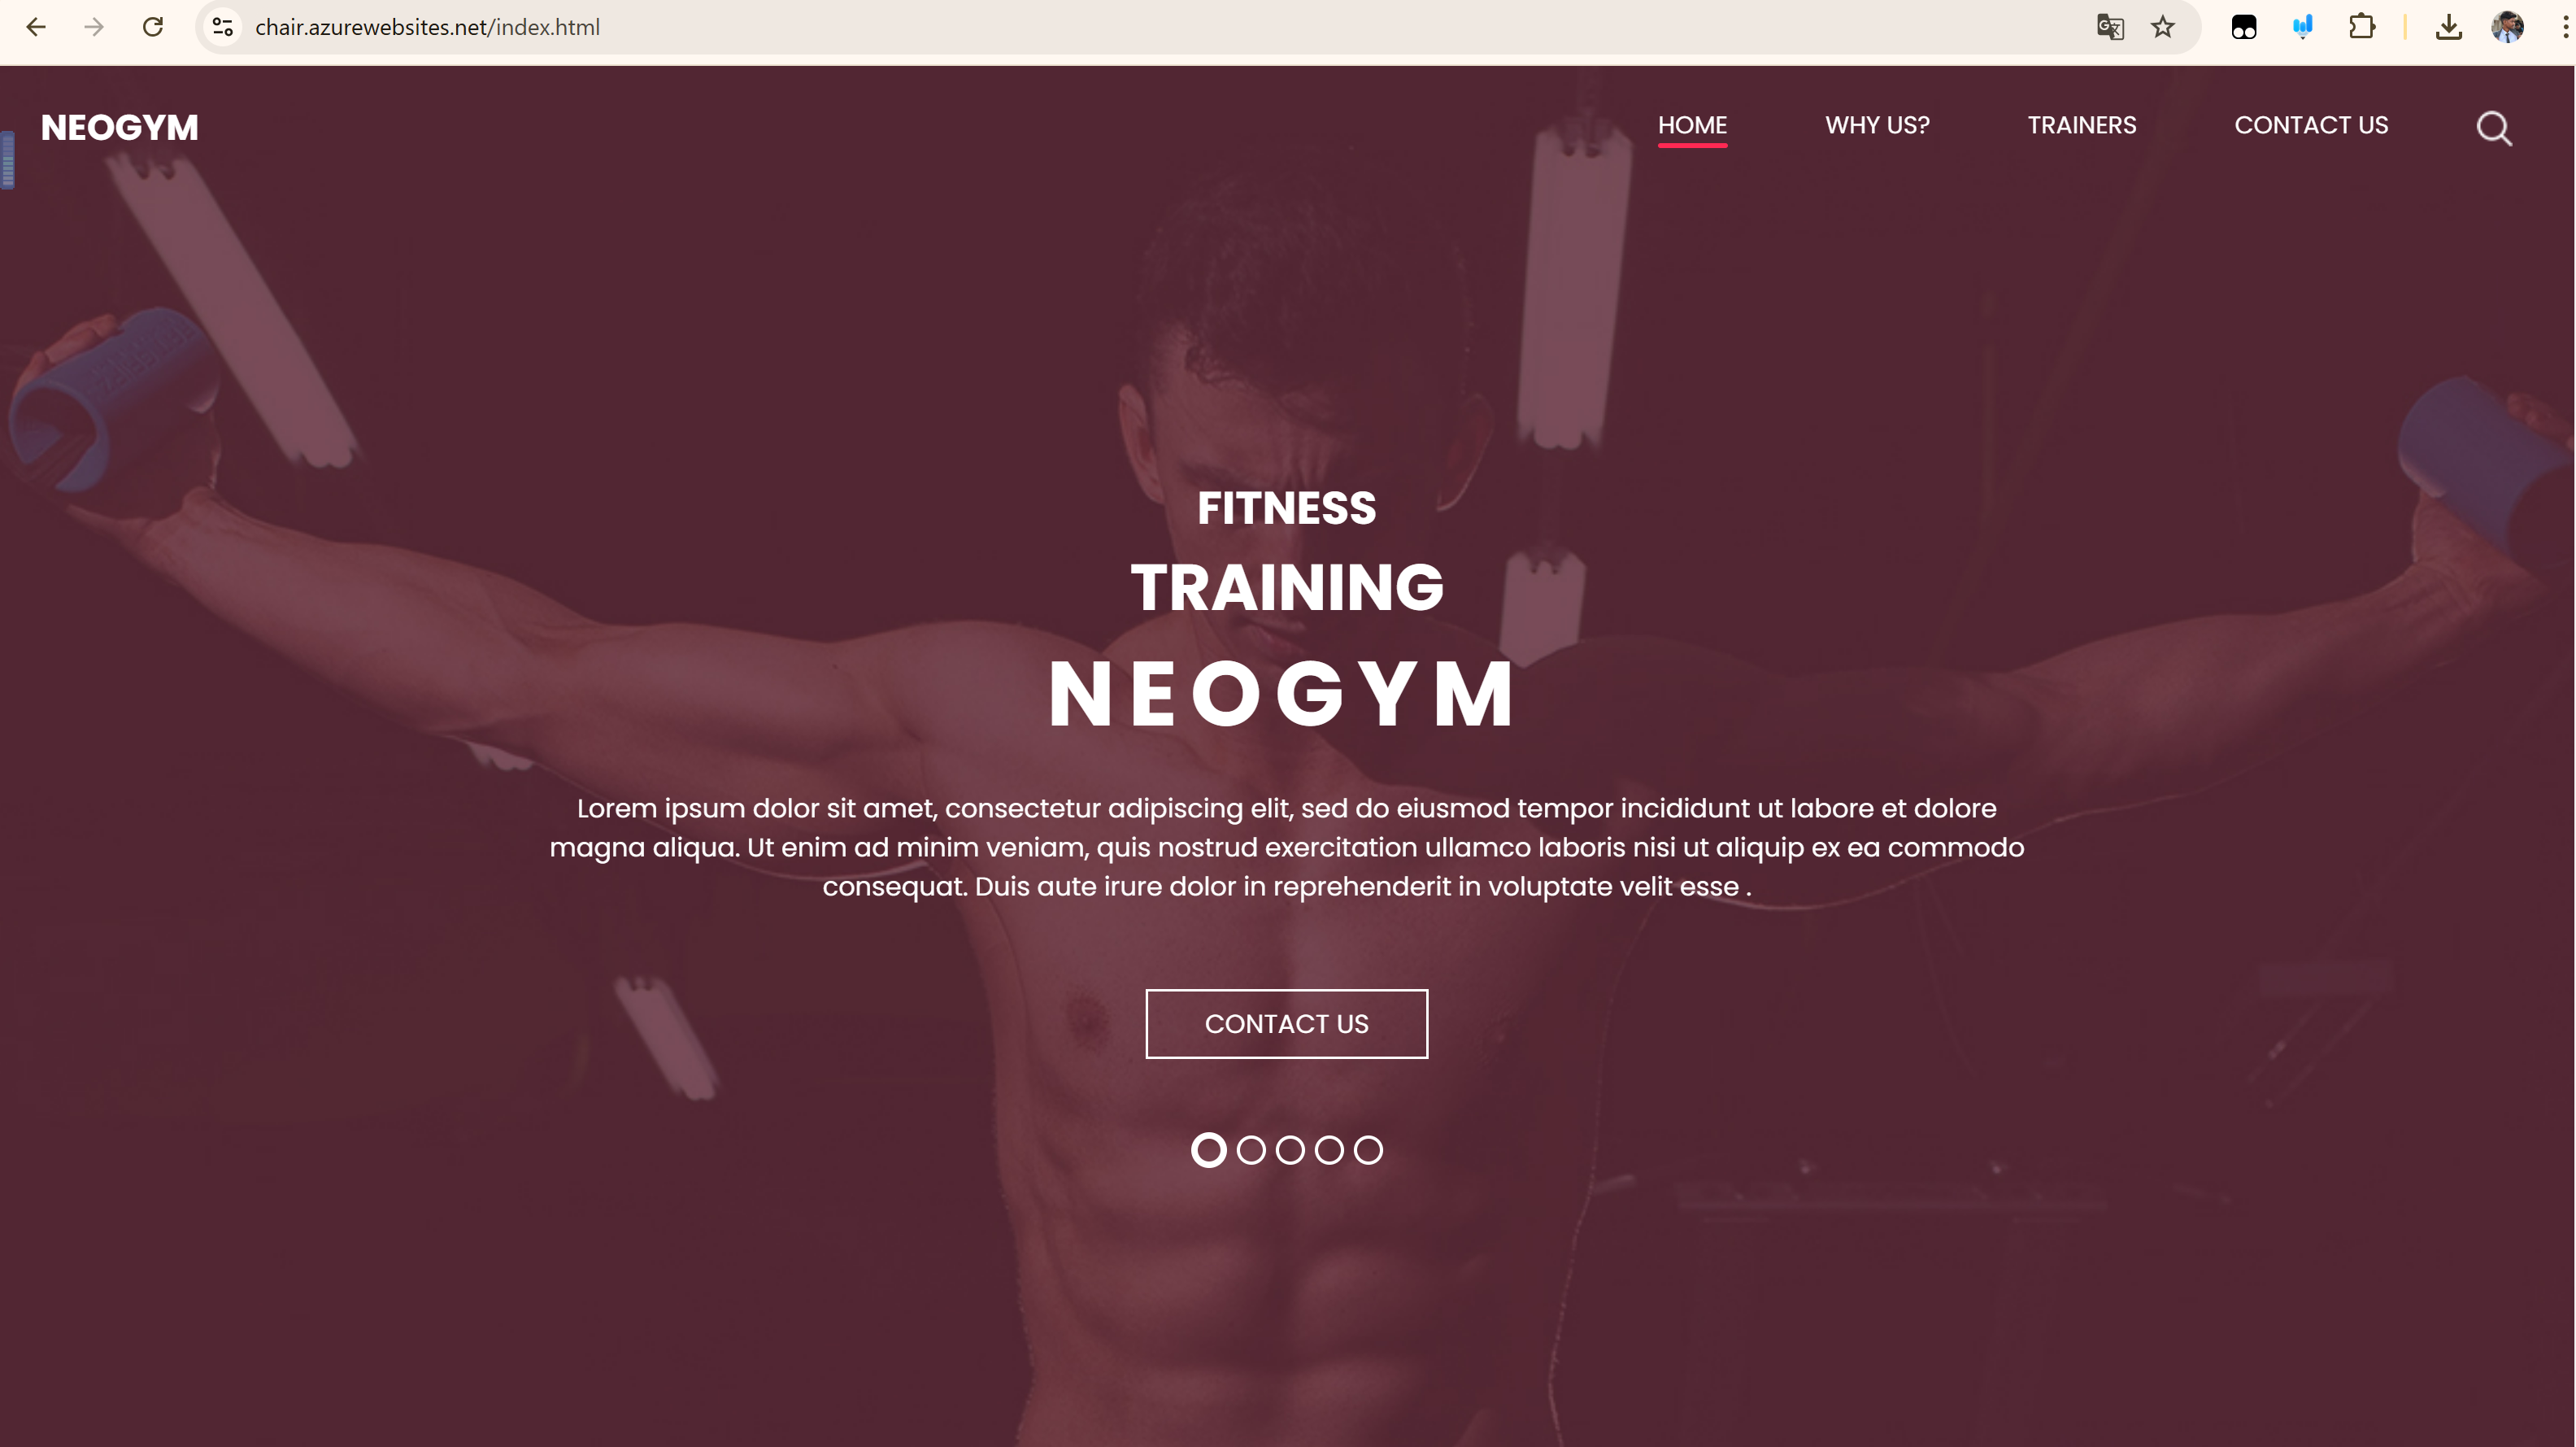 chair.azurewebsites.net/index.html
NEOGYM
HOME
WHY US?
TRAINERS
CONTACT US
FITNESS
TRAINING
NEOGYM
Lorem ipsum dolor sit amet, consectetur adipiscing elit, sed do eiusmod tempor incididunt ut labore et dolore
magna aliqua. Ut enim ad minim veniam, quis nostrud exercitation ullamco laboris nisi ut aliquip ex ea commodo
consequat. Duis aute irure dolor in reprehenderit in voluptate velit esse .
CONTACT US